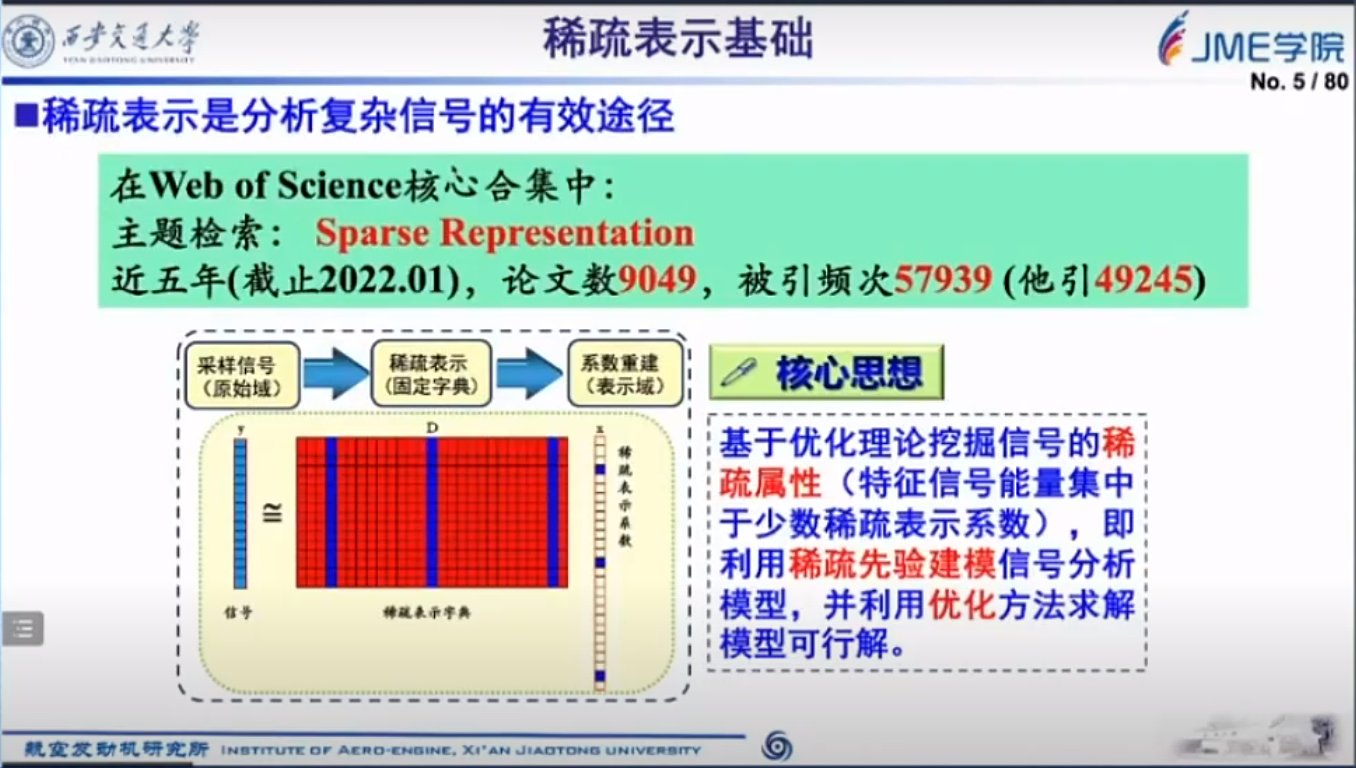 西安交通大学
XI'AN JIAOTONG UNIVERSITY
稀疏表示基础
JME学院
No. 5 / 80
■稀疏表示是分析复杂信号的有效途径
在Web of Science核心合集中：
主题检索： Sparse Representation
近五年(截止2022.01)，论文数9049，被引频次57939 (他引49245)
采样信号
（原始域）
稀疏表示
（固定字典）
系数重建
（表示域）
y
D
x
≅
稀疏表示系数
信号
稀疏表示字典
核心思想
基于优化理论挖掘信号的稀
疏属性（特征信号能量集中
于少数稀疏表示系数），即
利用稀疏先验建模信号分析
模型，并利用优化方法求解
模型可行解。
航空发动机研究所 INSTITUTE OF AERO-ENGINE, XI'AN JIAOTONG UNIVERSITY